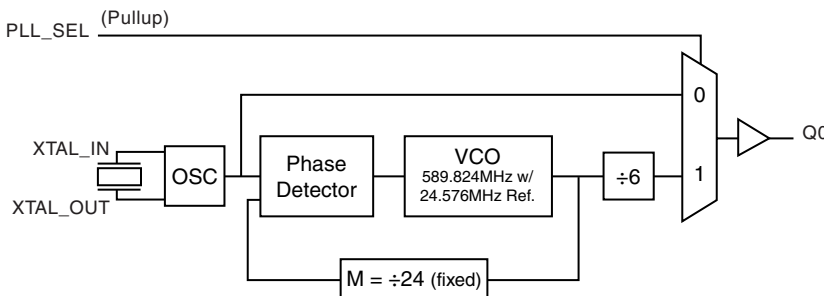 (Pullup)
PLL_SEL
0
Q0
XTAL_IN
OSC
XTAL_OUT
Phase
Detector
VCO
589.824MHz w/
24.576MHz Ref.
÷6
1
M = ÷24 (fixed)